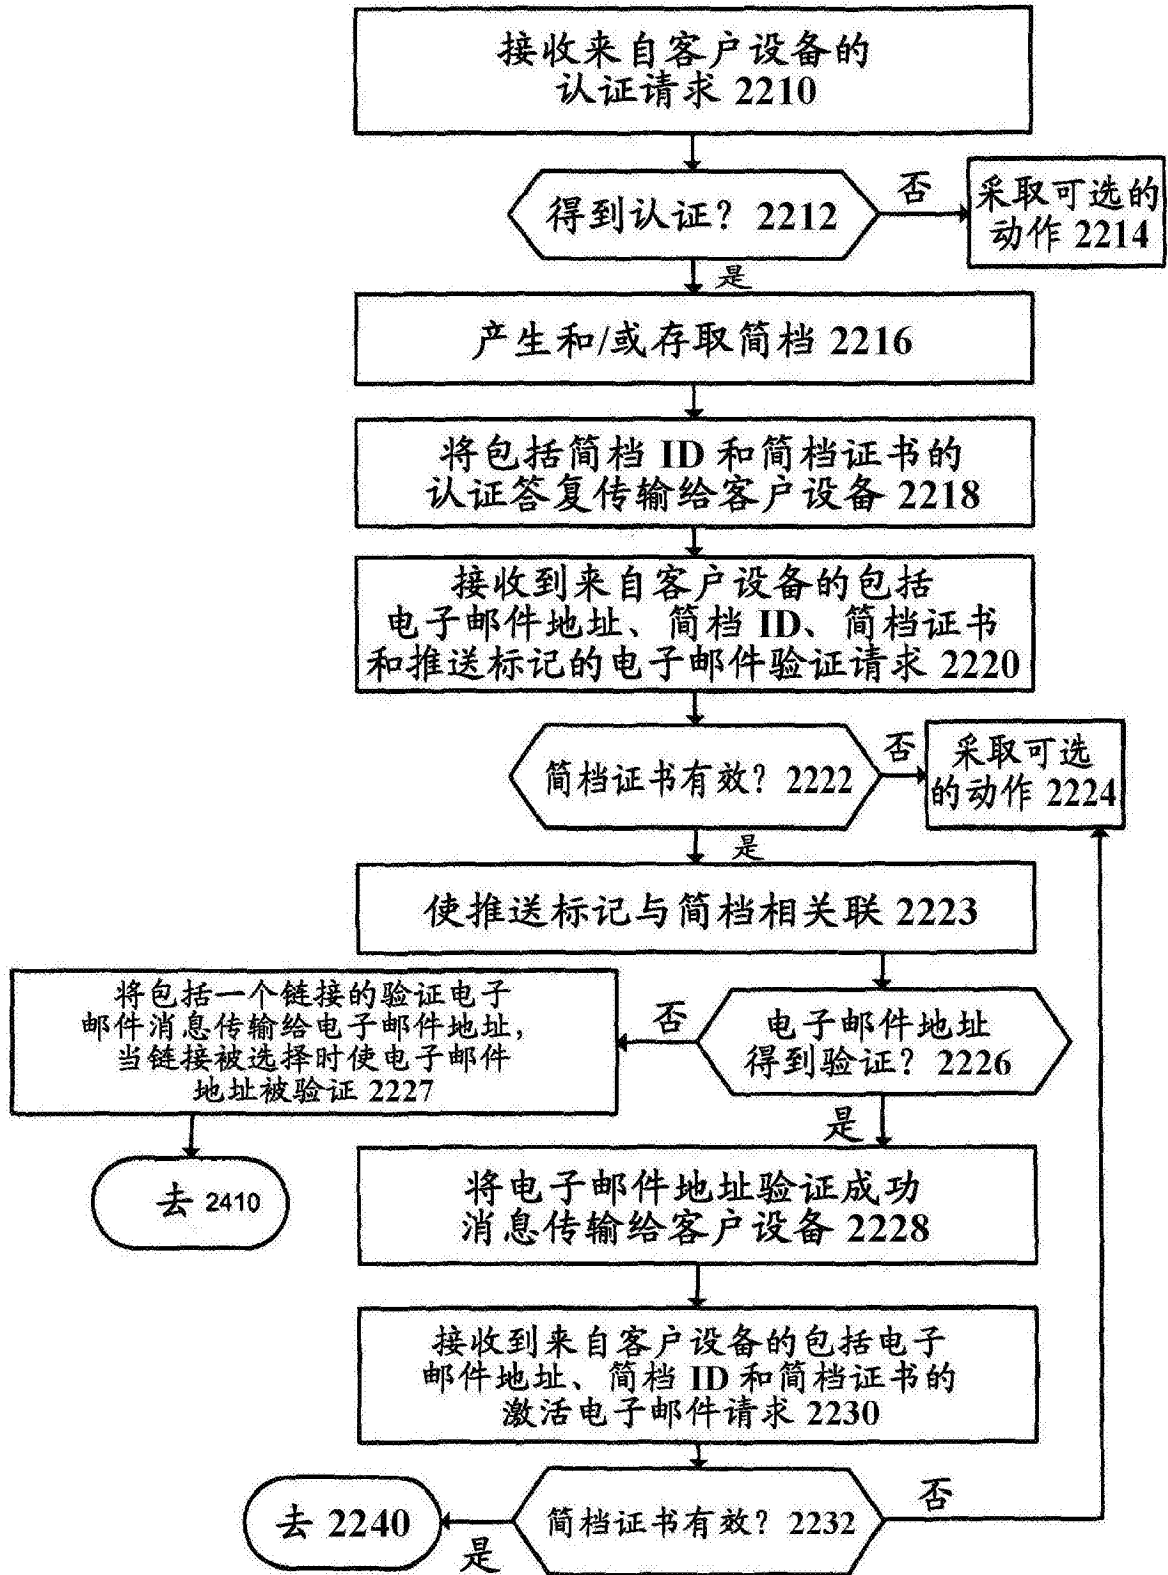 接收来自客户设备的
认证请求 2210
得到认证? 2212
否
采取可选的
动作 2214
是
产生和/或存取简档 2216
将包括简档 ID 和简档证书的
认证答复传输给客户设备 2218
接收到来自客户设备的包括
电子邮件地址、简档 ID、简档证书
和推送标记的电子邮件验证请求 2220
简档证书有效? 2222
否
采取可选
的动作 2224
是
使推送标记与简档相关联 2223
将包括一个链接的验证电子
邮件消息传输给电子邮件地址,
当链接被选择时使电子邮件
地址被验证 2227
否
电子邮件地址
得到验证? 2226
是
去 2410
将电子邮件地址验证成功
消息传输给客户设备 2228
接收到来自客户设备的包括电子
邮件地址、简档 ID 和简档证书的
激活电子邮件请求 2230
去 2240
是
简档证书有效? 2232
否